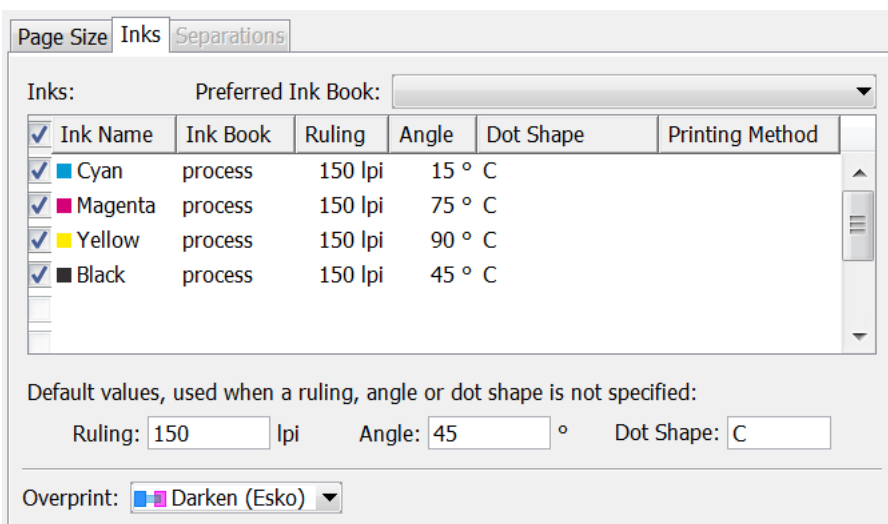 Page Size Inks Separations
Inks: Preferred Ink Book:
Ink Name Ink Book Ruling Angle Dot Shape Printing Method
Cyan process 150 lpi 15 ° C
Magenta process 150 lpi 75 ° C
Yellow process 150 lpi 90 ° C
Black process 150 lpi 45 ° C
Default values, used when a ruling, angle or dot shape is not specified:
Ruling: 150 lpi Angle: 45 ° Dot Shape: C
Overprint: Darken (Esko)